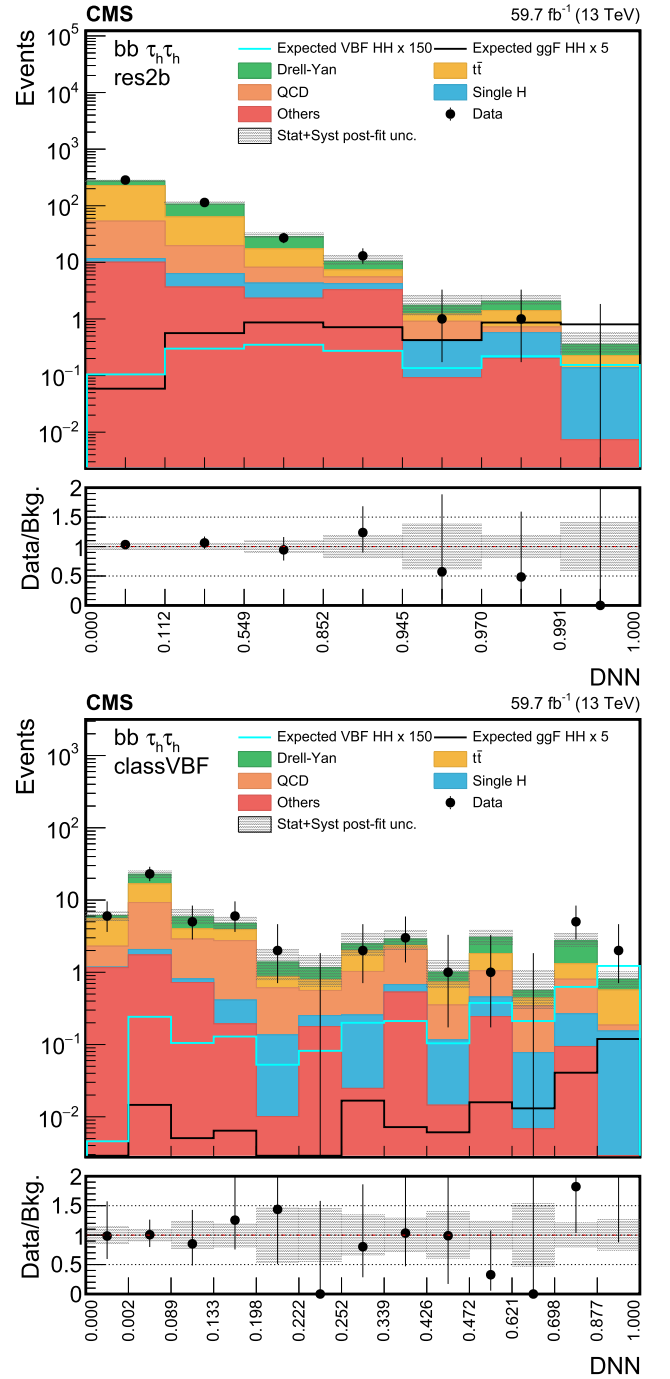 CMS 59.7 fb⁻¹ (13 TeV)
Events
10⁵
10⁴
10³
10²
10
1
10⁻¹
10⁻²
bb τₕτₕ
res2b
Expected VBF HH x 150 Expected ggF HH x 5
Drell-Yan tt̄
QCD Single H
Others Data
Stat+Syst post-fit unc.
Data/Bkg.
2
1.5
1
0.5
0
0.000 0.112 0.549 0.852 0.945 0.970 0.991 1.000
DNN
CMS 59.7 fb⁻¹ (13 TeV)
Events
10³
10²
10
1
10⁻¹
10⁻²
bb τₕτₕ
classVBF
Expected VBF HH x 150 Expected ggF HH x 5
Drell-Yan tt̄
QCD Single H
Others Data
Stat+Syst post-fit unc.
Data/Bkg.
2
1.5
1
0.5
0
0.000 0.002 0.089 0.133 0.198 0.222 0.252 0.339 0.426 0.472 0.621 0.698 0.877 1.000
DNN